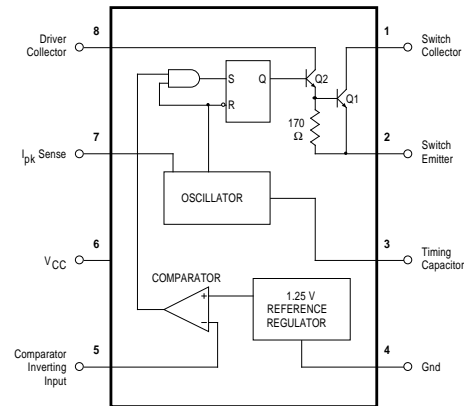 8
Driver
Collector
1
Switch
Collector
S
Q
R
Q2
Q1
170
Ω
7
Ipk Sense
2
Switch
Emitter
OSCILLATOR
6
VCC
3
Timing
Capacitor
COMPARATOR
+
−
1.25 V
REFERENCE
REGULATOR
5
Comparator
Inverting
Input
4
Gnd